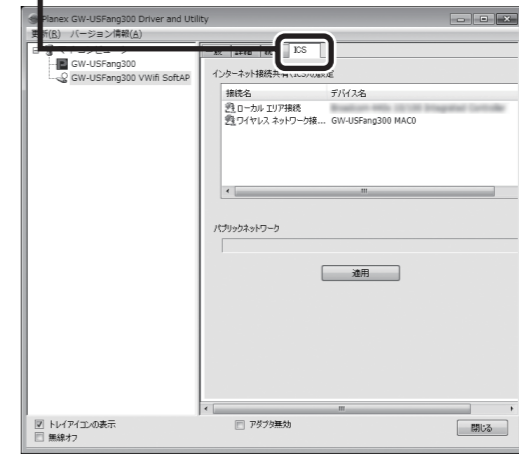 Planex GW-USFang300 Driver and Utility
更新(R) バージョン情報(A)
GW-USFang300
GW-USFang300 VWifi SoftAP
ICS
インターネット接続共有(ICS)の設定
接続名 デバイス名
ローカル エリア接続
ワイヤレス ネットワーク接... GW-USFang300 MAC0
パブリックネットワーク
適用
トレイアイコンの表示
アダプタ無効
閉じる
無線オフ